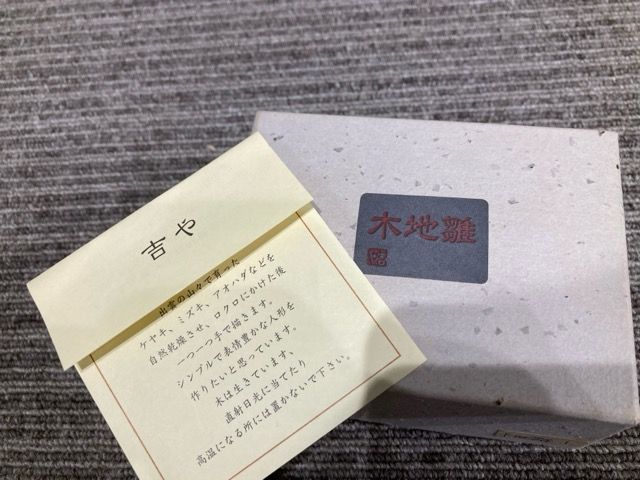 吉や
出雲の山々で育った
ケヤキ、ミズキ、アオハダなどを
自然乾燥させ、ロクロにかけた後
一つ一つ手で描きます。
シンプルで表情豊かな人形を
作りたいと思っています。
木は生きています、
直射日光に当てたり
高温になる所には置かないで下さい。
木地雛
昭